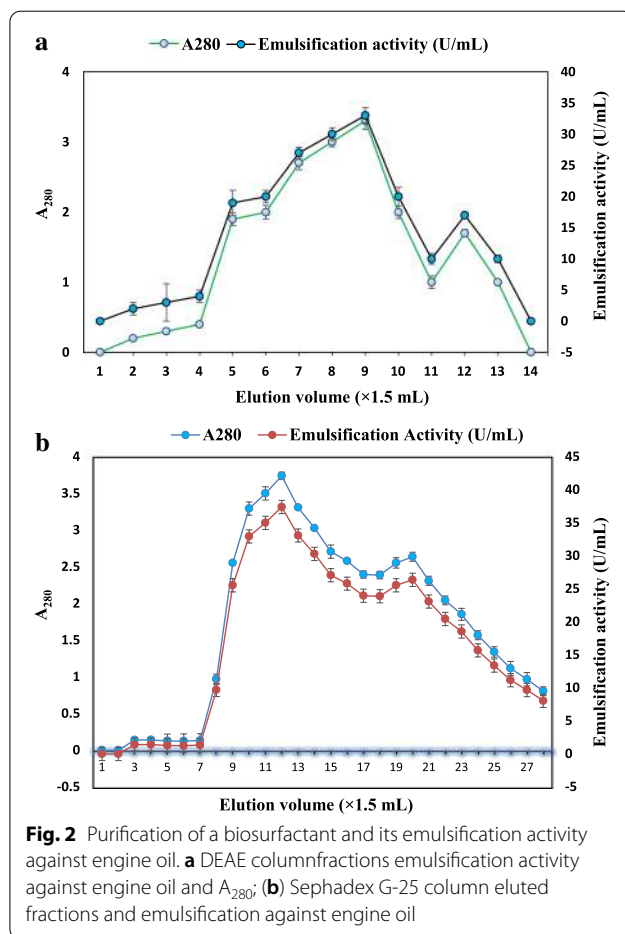 a
A280 Emulsification activity (U/mL)
4
3
2
1
0
A280
40
35
30
25
20
15
10
5
0
-5
Emulsification activity (U/mL)
1 2 3 4 5 6 7 8 9 10 11 12 13 14
Elution volume (×1.5 mL)
b
A280 Emulsification Activity (U/mL)
4
3.5
3
2.5
2
1.5
1
0.5
0
-0.5
A280
45
40
35
30
25
20
15
10
5
0
-5
Emulsification activity (U/mL)
1 3 5 7 9 11 13 15 17 19 21 23 25 27
Elution volume (×1.5 mL)
Fig. 2 Purification of a biosurfactant and its emulsification activity
against engine oil. a DEAE columnfractions emulsification activity
against engine oil and A280; (b) Sephadex G-25 column eluted
fractions and emulsification against engine oil